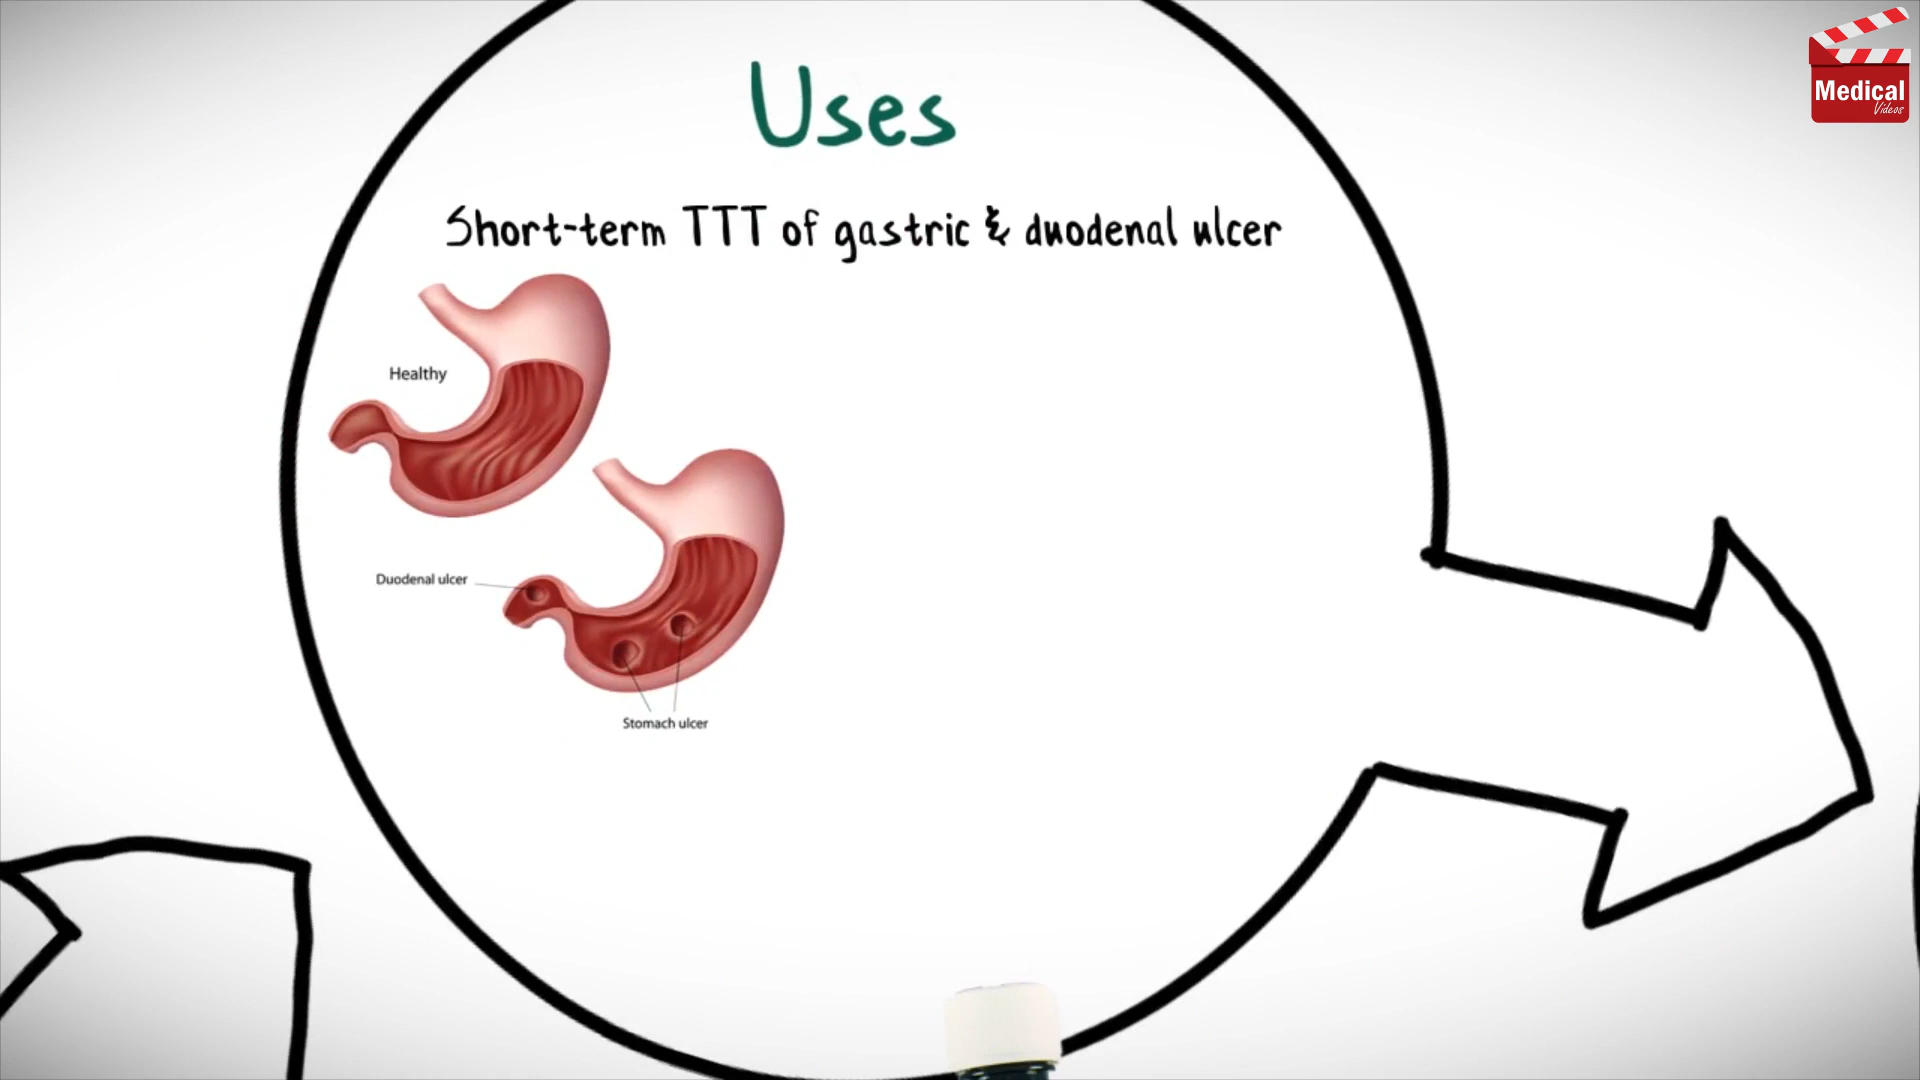 Medical
Videos
Uses
Short-term TTT of gastric & duodenal ulcer
Healthy
Duodenal ulcer
Stomach ulcer